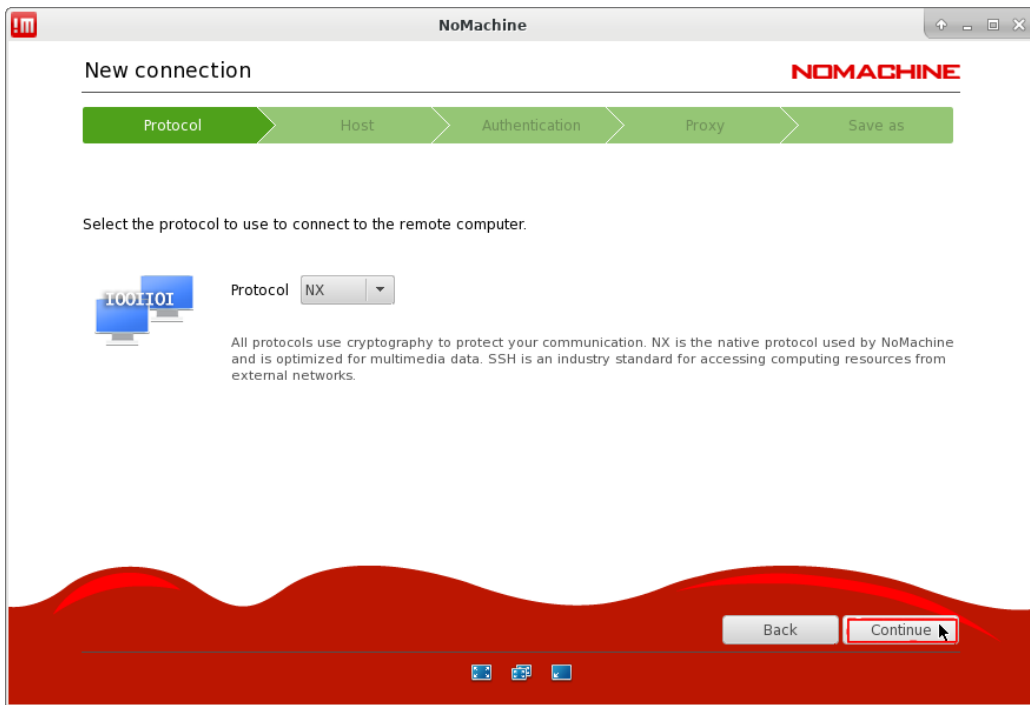 !M
NoMachine
New connection
NOMACHINE
Protocol
Host
Authentication
Proxy
Save as
Select the protocol to use to connect to the remote computer.
IOOIIOI
Protocol NX
All protocols use cryptography to protect your communication. NX is the native protocol used by NoMachine
and is optimized for multimedia data. SSH is an industry standard for accessing computing resources from
external networks.
Back
Continue